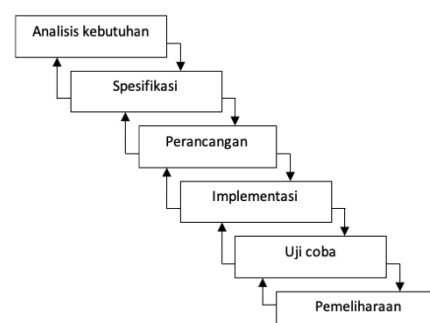 Analisis kebutuhan
Spesifikasi
Perancangan
Implementasi
Uji coba
Pemeliharaan